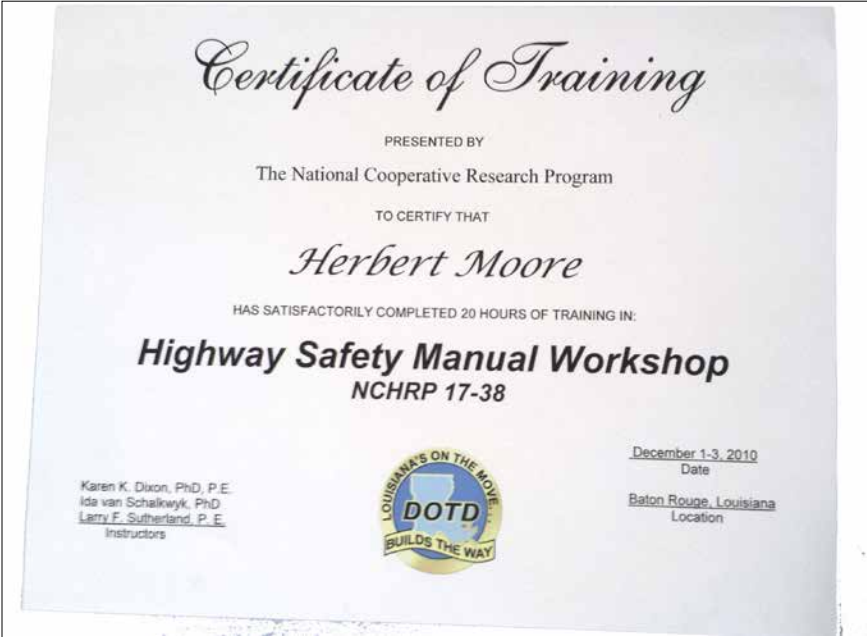 Certificate of Training
PRESENTED BY
The National Cooperative Research Program
TO CERTIFY THAT
Herbert Moore
HAS SATISFACTORILY COMPLETED 20 HOURS OF TRAINING IN:
Highway Safety Manual Workshop
NCHRP 17-38
Karen K. Dixon, PhD, P.E.
Ida van Schalkwyk, PhD
Larry F. Sutherland, P. E.
Instructors
LOUISIANA'S ON THE MOVE...
DOTD
BUILDS THE WAY
December 1-3, 2010
Date
Baton Rouge, Louisiana
Location